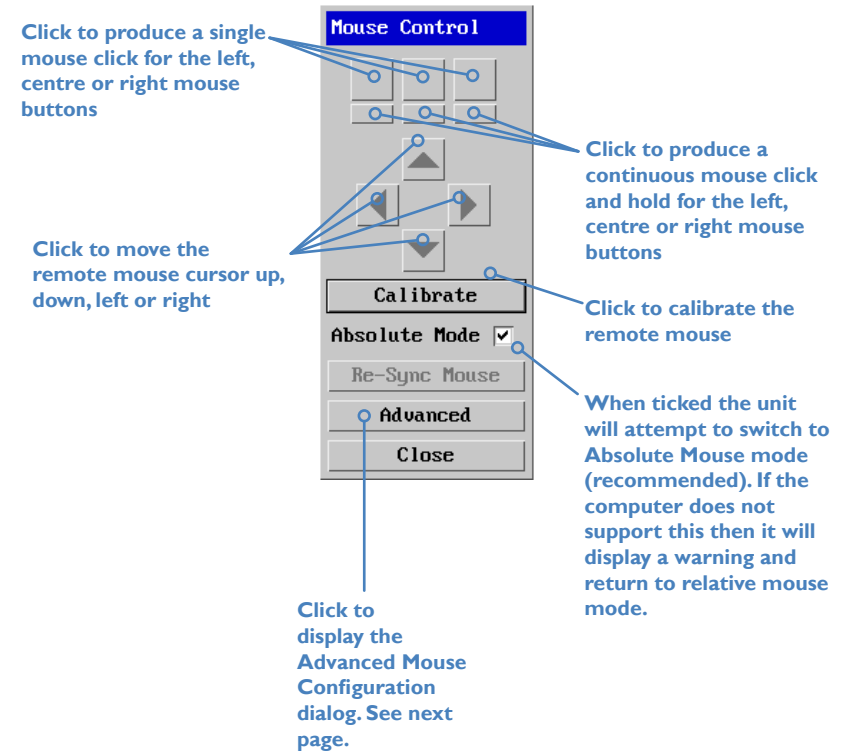 Click to produce a single
mouse click for the left,
centre or right mouse
buttons
Mouse Control
Click to produce a
continuous mouse click
and hold for the left,
centre or right mouse
buttons
Click to move the
remote mouse cursor up,
down, left or right
Calibrate
Click to calibrate the
remote mouse
Absolute Mode
Re-Sync Mouse
Advanced
Close
When ticked the unit
will attempt to switch to
Absolute Mouse mode
(recommended). If the
computer does not
support this then it will
display a warning and
return to relative mouse
mode.
Click to
display the
Advanced Mouse
Configuration
dialog. See next
page.